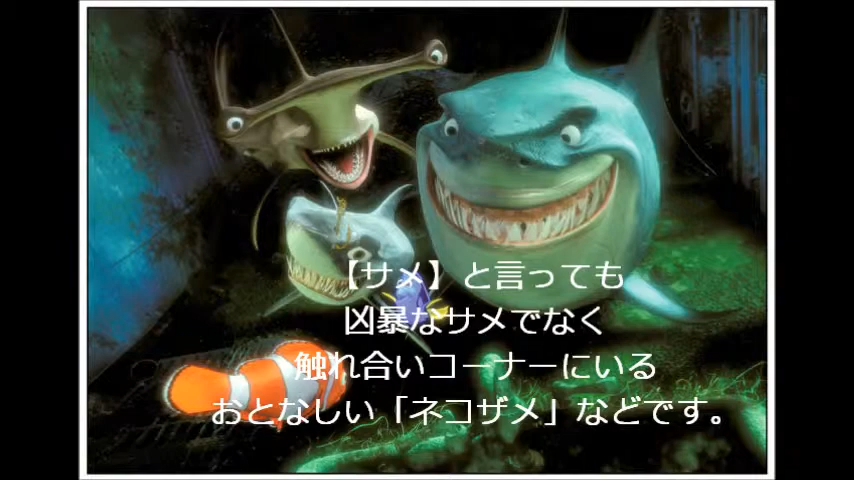 【サメ】と言っても
凶暴なサメでなく
触れ合いコーナーにいる
おとなしい「ネコザメ」などです。